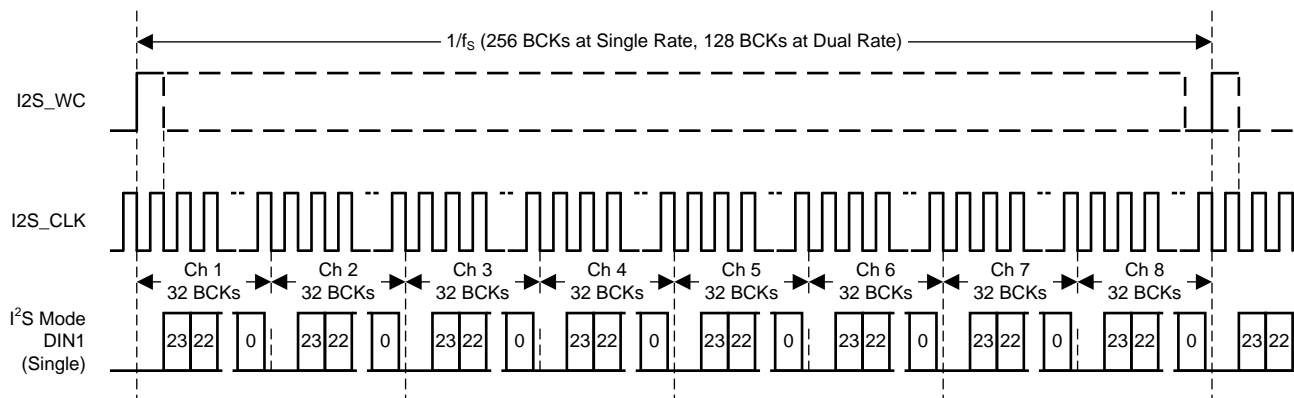 1/fS (256 BCKs at Single Rate, 128 BCKs at Dual Rate)
I2S_WC
I2S_CLK
Ch 1 Ch 2 Ch 3 Ch 4 Ch 5 Ch 6 Ch 7 Ch 8
32 BCKs 32 BCKs 32 BCKs 32 BCKs 32 BCKs 32 BCKs 32 BCKs 32 BCKs
I²S Mode
DIN1
(Single)
23 22 0 23 22 0 23 22 0 23 22 0 23 22 0 23 22 0 23 22 0 23 22 0 23 22